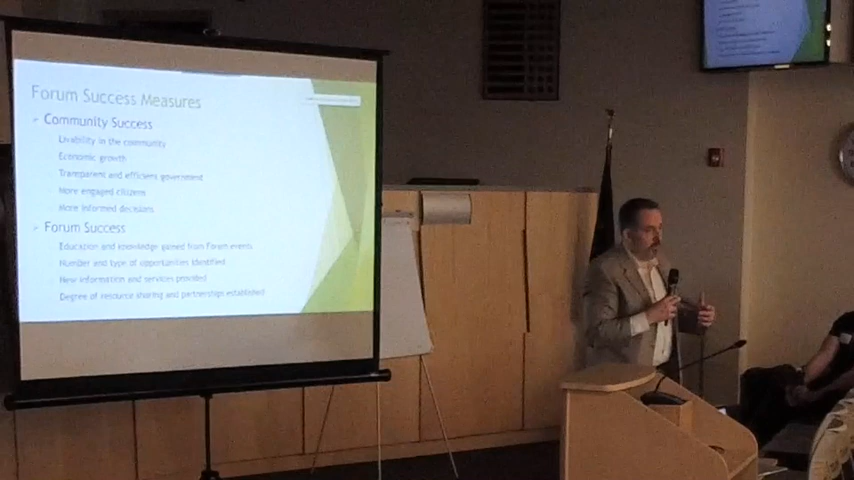 Forum Success Measures
Community Success
Livability in the community
Economic growth
Transparent and efficient government
More engaged citizens
More informed decisions
Forum Success
Education and knowledge gained from Forum events
Number and type of opportunities identified
New information and services provided
Degree of resource sharing and partnerships established